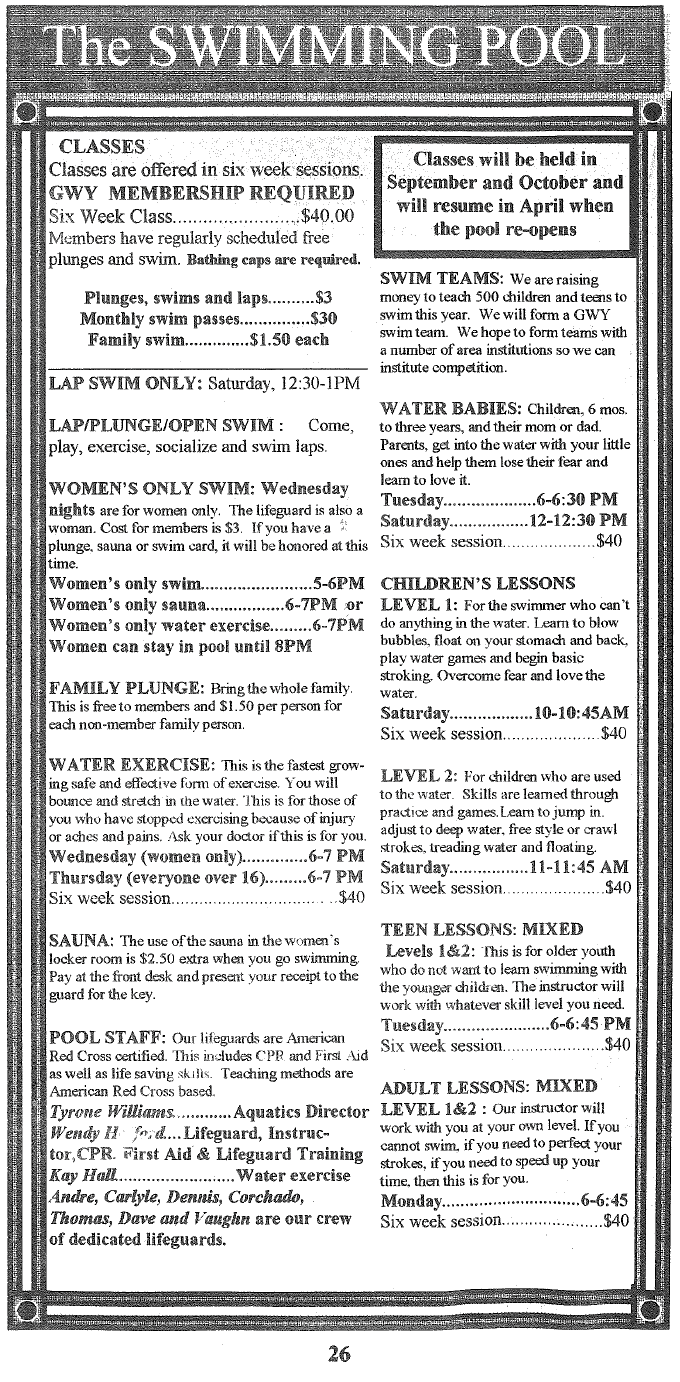 The SWIMMING POOL
CLASSES
Classes are offered in six week sessions.
GWY MEMBERSHIP REQUIRED
Six Week Class........................$40.00
Members have regularly scheduled free
plunges and swim. Bathing caps are required.
Plunges, swims and laps..........$3
Monthly swim passes...............$30
Family swim..............$1.50 each
LAP SWIM ONLY: Saturday, 12:30-1PM
LAP/PLUNGE/OPEN SWIM : Come,
play, exercise, socialize and swim laps.
WOMEN'S ONLY SWIM: Wednesday
nights are for women only. The lifeguard is also a
woman. Cost for members is $3. If you have a
plunge, sauna or swim card, it will be honored at this
time.
Women's only swim........................5-6PM
Women's only sauna.................6-7PM or
Women's only water exercise.........6-7PM
Women can stay in pool until 8PM
FAMILY PLUNGE: Bring the whole family.
This is free to members and $1.50 per person for
each non-member family person.
WATER EXERCISE: This is the fastest grow-
ing safe and effective form of exercise. You will
bounce and stretch in the water. This is for those of
you who have stopped exercising because of injury
or aches and pains. Ask your doctor if this is for you.
Wednesday (women only)..............6-7 PM
Thursday (everyone over 16).........6-7 PM
Six week session..................................$40
SAUNA: The use of the sauna in the women's
locker room is $2.50 extra when you go swimming.
Pay at the front desk and present your receipt to the
guard for the key.
POOL STAFF: Our lifeguards are American
Red Cross certified. This includes CPR and First Aid
as well as life saving skills. Teaching methods are
American Red Cross based.
Tyrone Williams.............Aquatics Director
Wendy ...Lifeguard, Instruc-
tor,CPR. First Aid & Lifeguard Training
Kay Hall.........................Water exercise
Andre, Carlyle, Dennis, Corchado,
Thomas, Dave and Vaughn are our crew
of dedicated lifeguards.
Classes will be held in
September and October and
will resume in April when
the pool re-opens
SWIM TEAMS: We are raising
money to teach 500 children and teens to
swim this year. We will form a GWY
swim team. We hope to form teams with
a number of area institutions so we can
institute competition.
WATER BABIES: Children, 6 mos.
to three years, and their mom or dad.
Parents, get into the water with your little
ones and help them lose their fear and
learn to love it.
Tuesday....................6-6:30 PM
Saturday.................12-12:30 PM
Six week session...................$40
CHILDREN'S LESSONS
LEVEL 1: For the swimmer who can't
do anything in the water. Learn to blow
bubbles, float on your stomach and back,
play water games and begin basic
stroking. Overcome fear and love the
water.
Saturday..................10-10:45AM
Six week session....................$40
LEVEL 2: For children who are used
to the water. Skills are learned through
practice and games. Learn to jump in.
adjust to deep water, free style or crawl
strokes, treading water and floating.
Saturday.................11-11:45 AM
Six week session.....................$40
TEEN LESSONS: MIXED
Levels 1&2: This is for older youth
who do not want to learn swimming with
the younger children. The instructor will
work with whatever skill level you need.
Tuesday.......................6-6:45 PM
Six week session....................$40
ADULT LESSONS: MIXED
LEVEL 1&2 : Our instructor will
work with you at your own level. If you
cannot swim, if you need to perfect your
strokes, if you need to speed up your
time, then this is for you.
Monday..............................6-6:45
Six week session......................$40
26